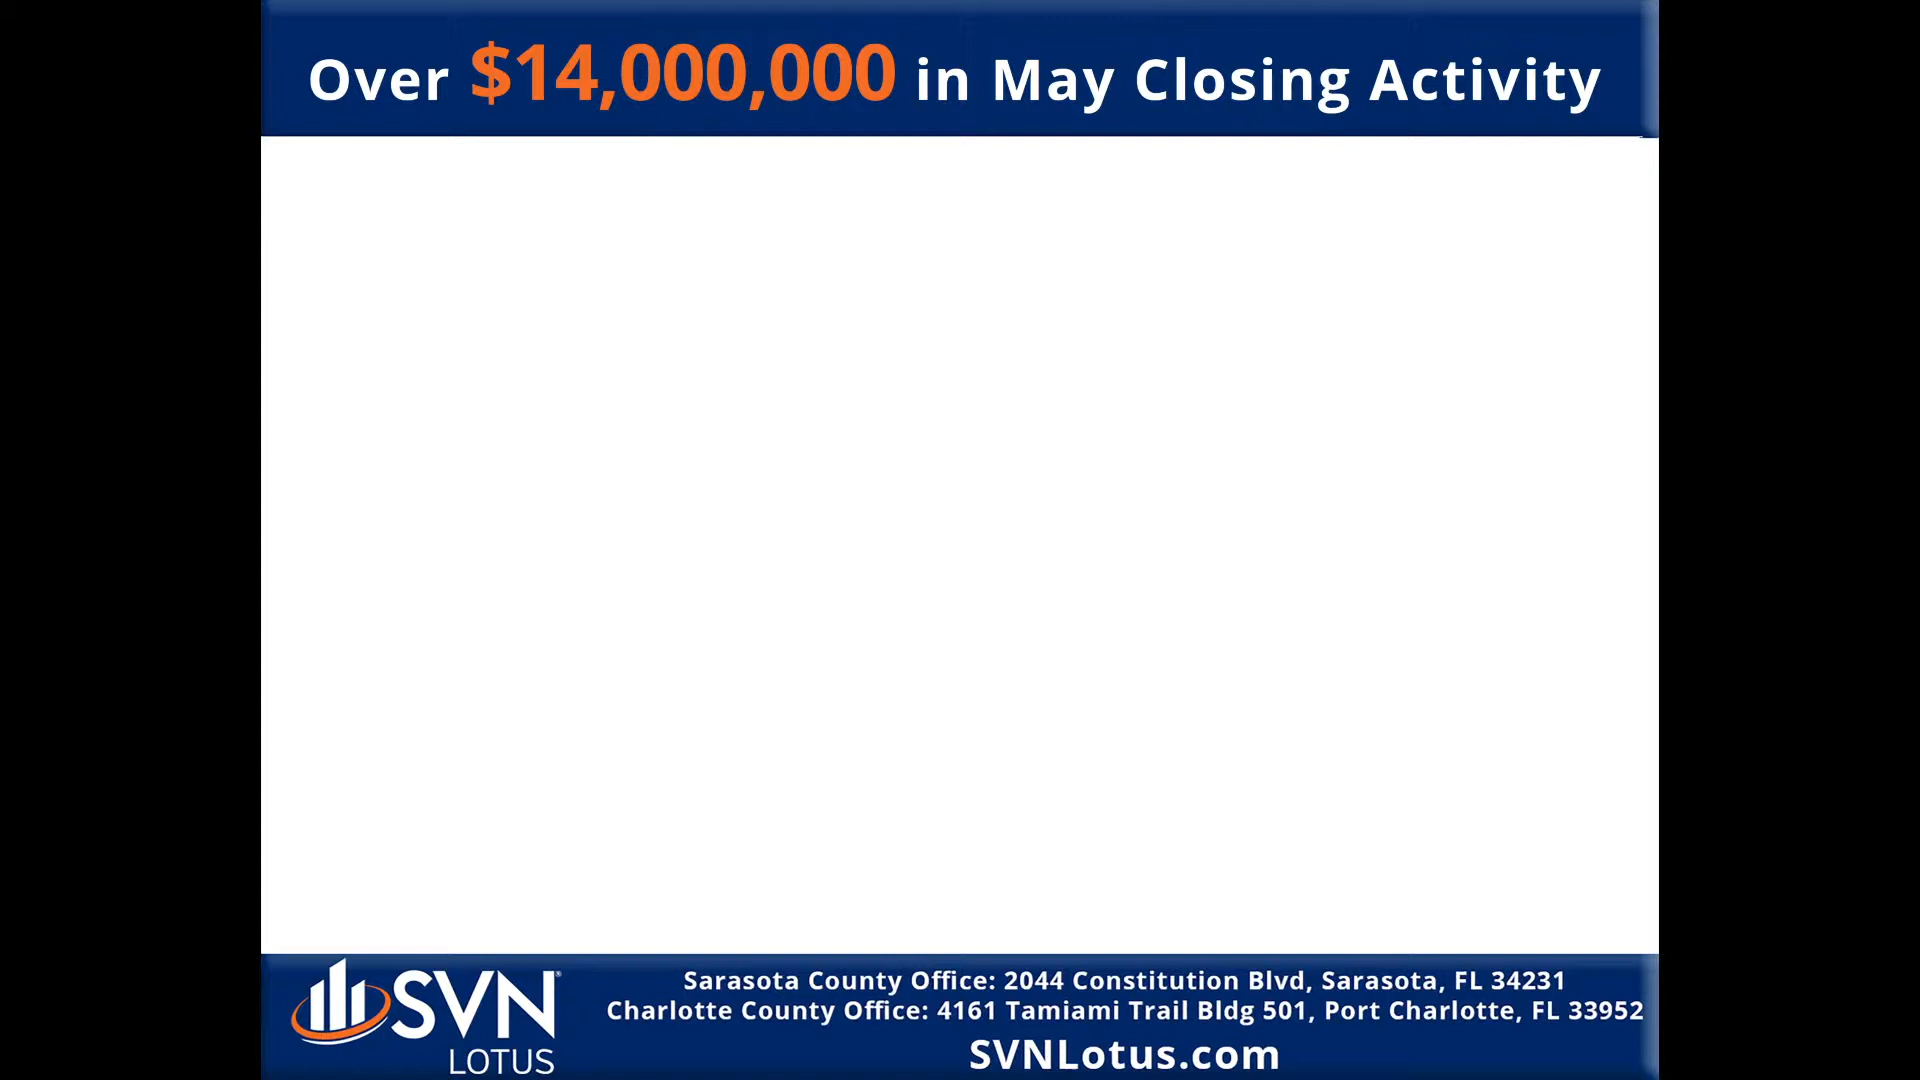 Over $14,000,000 in May Closing Activity
SVN®
LOTUS
Sarasota County Office: 2044 Constitution Blvd, Sarasota, FL 34231
Charlotte County Office: 4161 Tamiami Trail Bldg 501, Port Charlotte, FL 33952
SVNLotus.com